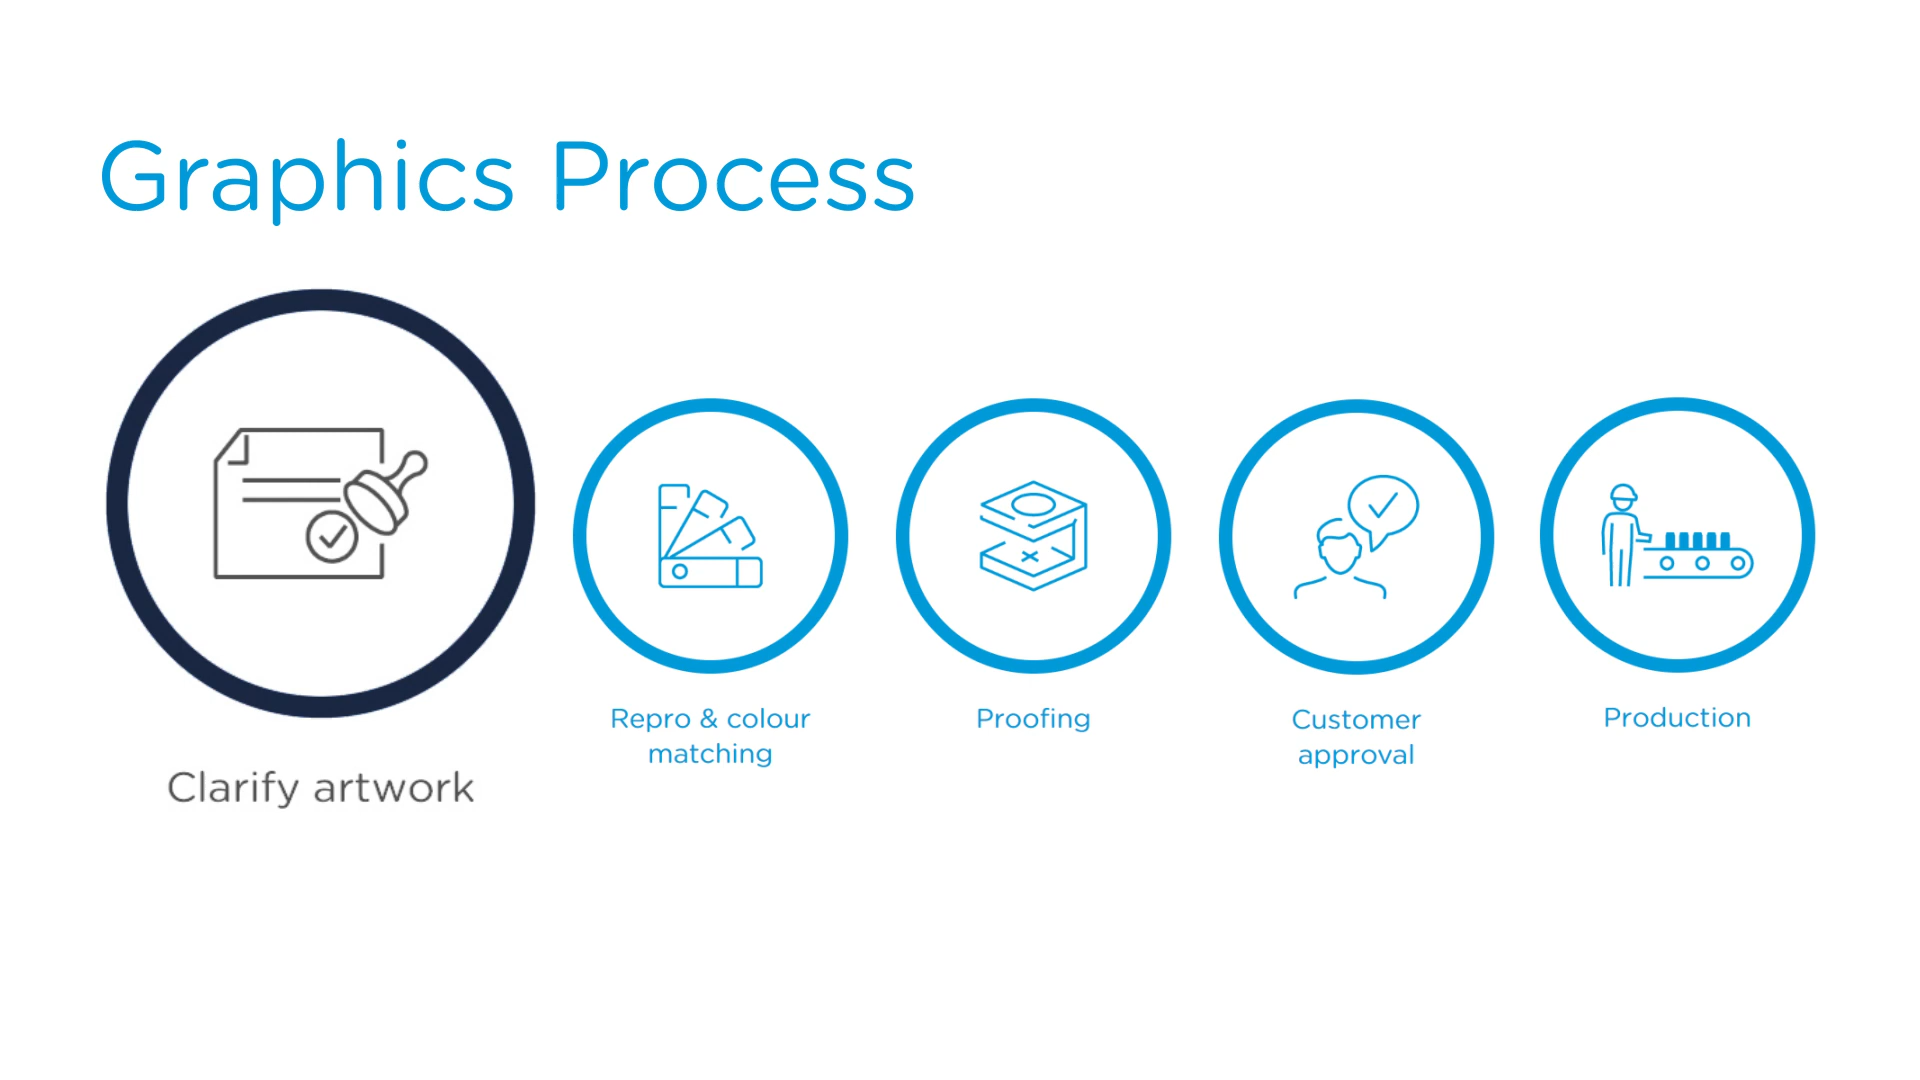 Graphics Process
Clarify artwork
Repro & colour
matching
Proofing
Customer
approval
Production